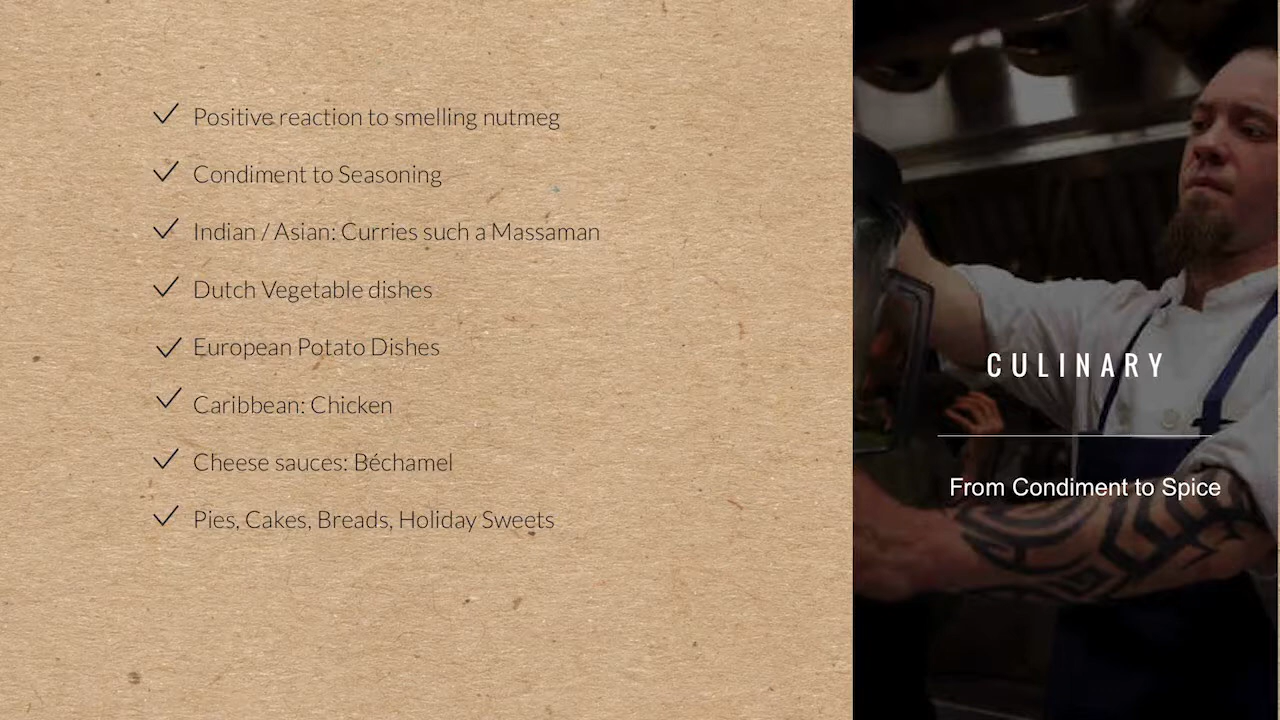 Positive reaction to smelling nutmeg
Condiment to Seasoning
Indian / Asian: Curries such a Massaman
Dutch Vegetable dishes
European Potato Dishes
Caribbean: Chicken
Cheese sauces: Béchamel
Pies, Cakes, Breads, Holiday Sweets
CULINARY
From Condiment to Spice